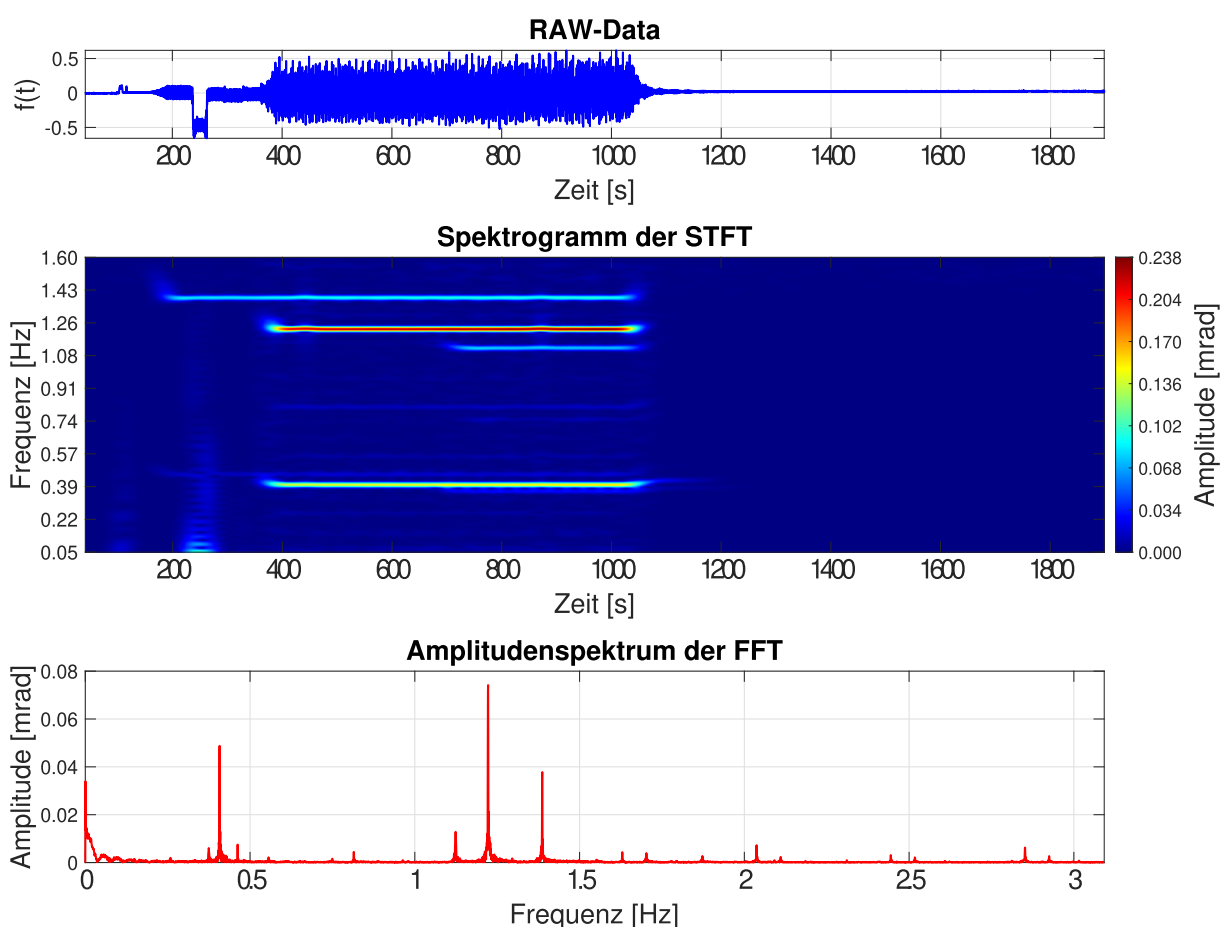 RAW-Data
0.5
0
-0.5
f(t)
200 400 600 800 1000 1200 1400 1600 1800
Zeit [s]
Spektrogramm der STFT
1.60
1.43
1.26
1.08
0.91
0.74
0.57
0.39
0.22
0.05
Frequenz [Hz]
200 400 600 800 1000 1200 1400 1600 1800
Zeit [s]
0.238
0.204
0.170
0.136
0.102
0.068
0.034
0.000
Amplitude [mrad]
Amplitudenspektrum der FFT
0.08
0.06
0.04
0.02
0
Amplitude [mrad]
0 0.5 1 1.5 2 2.5 3
Frequenz [Hz]